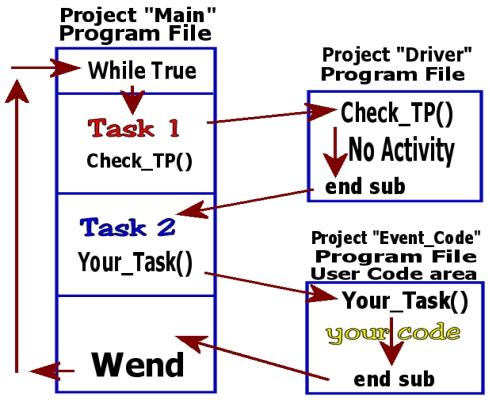 Project "Main"
Program File
While True
Task 1
Check_TP()
Task 2
Your_Task()
Wend
Project "Driver"
Program File
Check_TP()
No Activity
end sub
Project "Event_Code"
Program File
User Code area
Your_Task()
your code
end sub